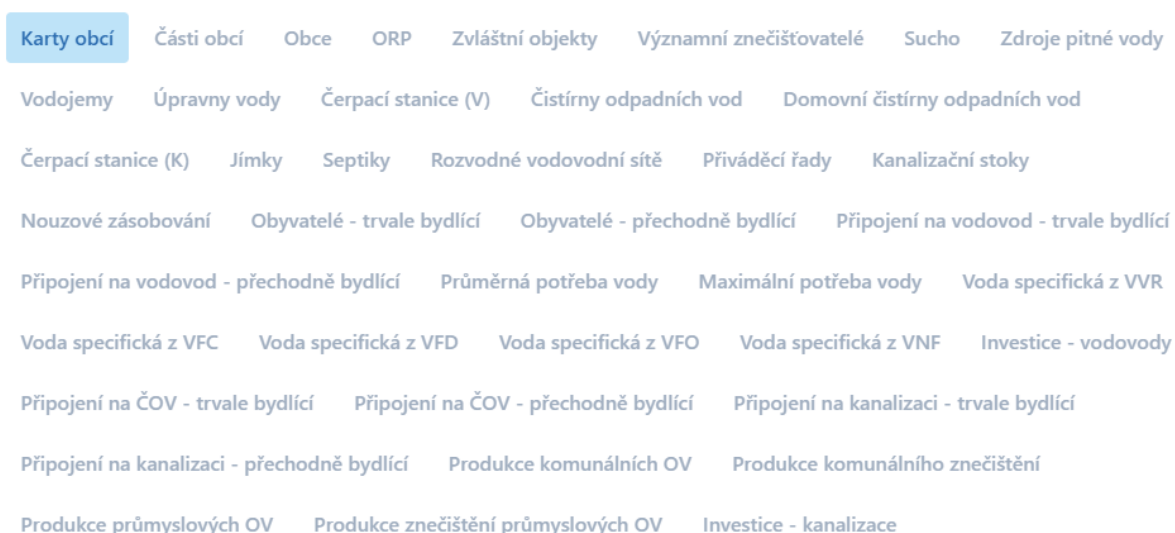 Karty obcí Části obcí Obce ORP Zvláštní objekty Významní znečišťovatelé Sucho Zdroje pitné vody
Vodojemy Úpravny vody Čerpací stanice (V) Čistírny odpadních vod Domovní čistírny odpadních vod
Čerpací stanice (K) Jímky Septiky Rozvodné vodovodní sítě Přiváděcí řady Kanalizační stoky
Nouzové zásobování Obyvatelé - trvale bydlící Obyvatelé - přechodně bydlící Připojení na vodovod - trvale bydlící
Připojení na vodovod - přechodně bydlící Průměrná potřeba vody Maximální potřeba vody Voda specifická z VVR
Voda specifická z VFC Voda specifická z VFD Voda specifická z VFO Voda specifická z VNF Investice - vodovody
Připojení na ČOV - trvale bydlící Připojení na ČOV - přechodně bydlící Připojení na kanalizaci - trvale bydlící
Připojení na kanalizaci - přechodně bydlící Produkce komunálních OV Produkce komunálního znečištění
Produkce průmyslových OV Produkce znečištění průmyslových OV Investice - kanalizace